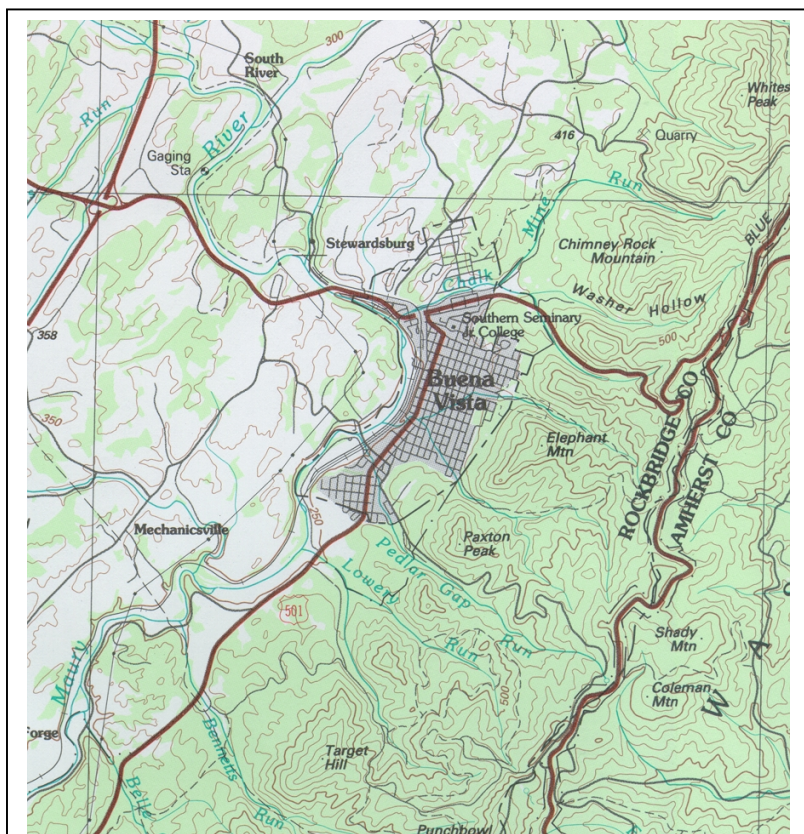 South
River
300
Whites
Peak
Run
River
416
Quarry
Gaging
Sta
Mine
Run
Stewardsburg
Chimney Rock
Mountain
BLUE
Chalk
Washer Hollow
Southern Seminary
Jr. College
500
358
Buena
Vista
ROCKBRIDGE CO
AMHERST CO
350
Elephant
Mtn
250
Mechanicsville
Paxton
Peak
Pedlar Gap
Run
Lowery
Run
501
Shady
Mtn
Maury
500
Coleman
Mtn
W A S
Forge
Bennetts
Run
Target
Hill
Belle
Punchbowl